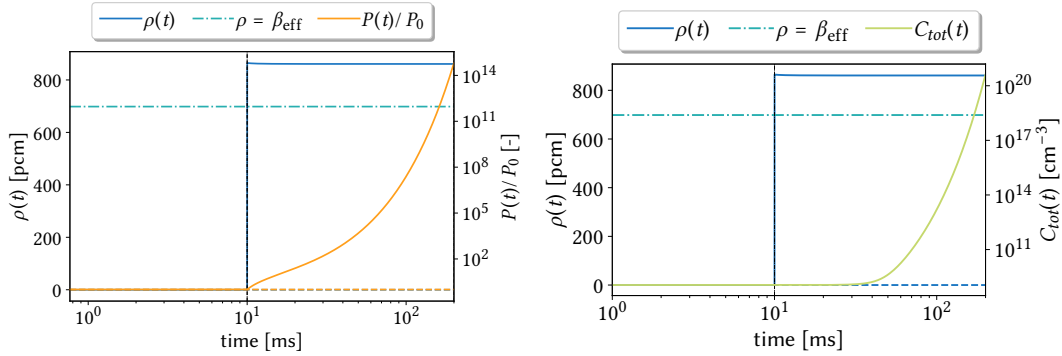 ρ(t) ρ = β_eff P(t)/ P_0
800
600
400
200
0
ρ(t) [pcm]
10^14
10^11
10^8
10^5
10^2
P(t)/ P_0 [-]
10^0 10^1 10^2
time [ms]
ρ(t) ρ = β_eff C_tot(t)
800
600
400
200
0
ρ(t) [pcm]
10^20
10^17
10^14
10^11
C_tot(t) [cm^−3]
10^0 10^1 10^2
time [ms]